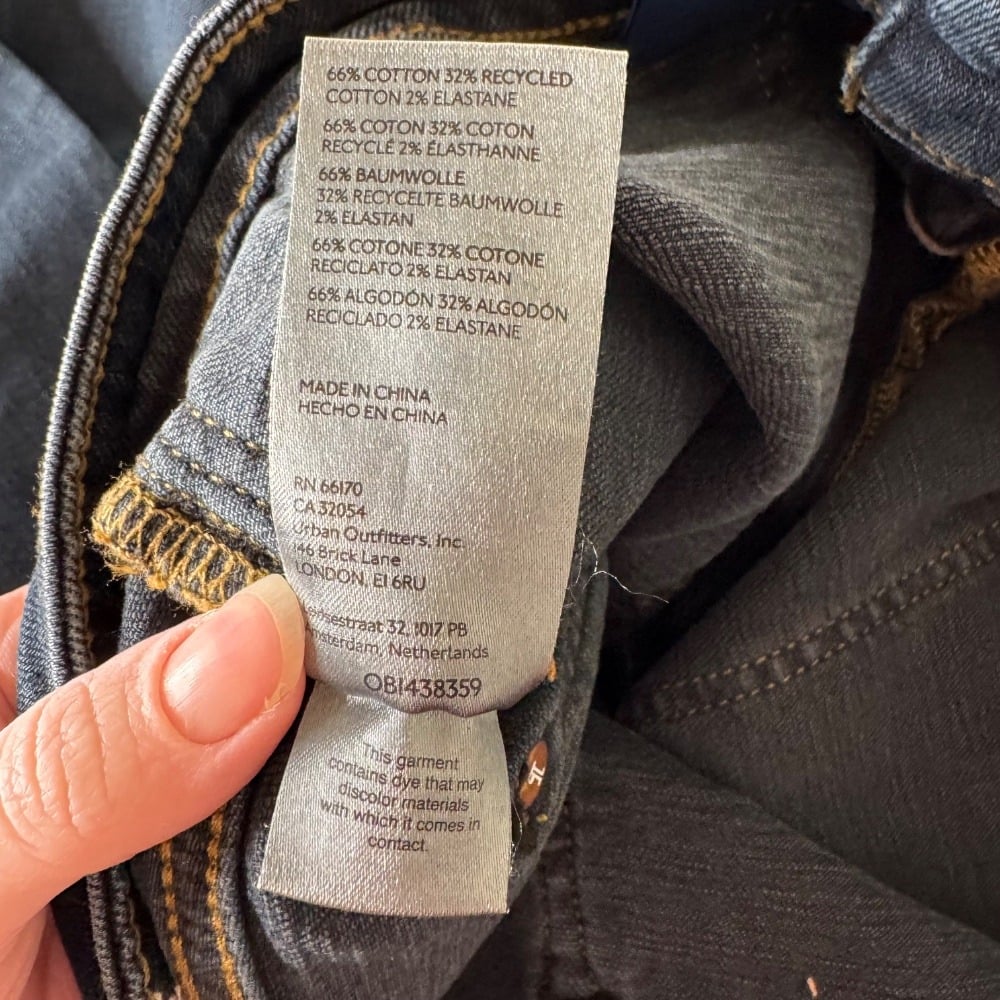 66% COTTON 32% RECYCLED
COTTON 2% ELASTANE
66% COTON 32% COTON
RECYCLÉ 2% ÉLASTHANNE
66% BAUMWOLLE
32% RECYCELTE BAUMWOLLE
2% ELASTAN
66% COTONE 32% COTONE
RECICLATO 2% ELASTAN
66% ALGODÓN 32% ALGODÓN
RECICLADO 2% ELASTANE
MADE IN CHINA
HECHO EN CHINA
RN 66170
CA 32054
Urban Outfitters, Inc.
146 Brick Lane
LONDON, E1 6RU
32, 1017 PB
Netherlands
OB1438359
This garment
contains dye that may
discolor materials
with which it comes in
contact.